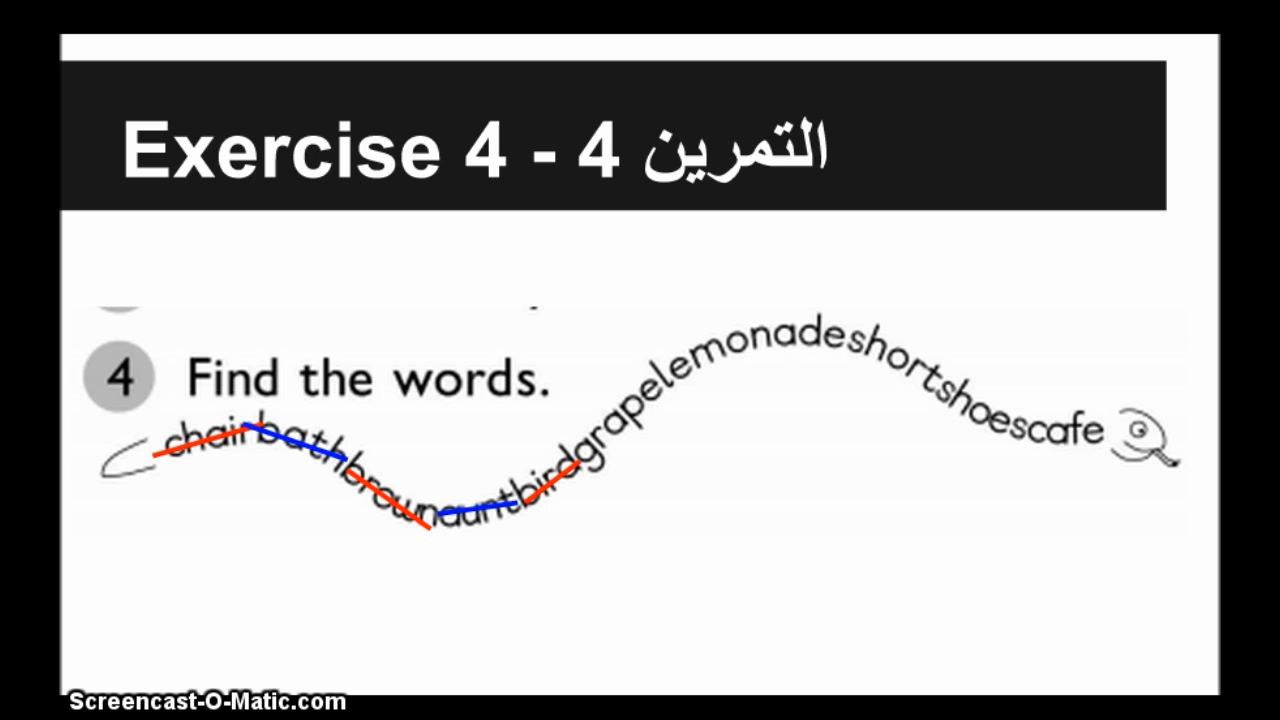 Exercise 4 - 4 التمرين
4 Find the words.
chairbathbrownauntbirdgrapelemonadeshortshoescafe
Screencast-O-Matic.com